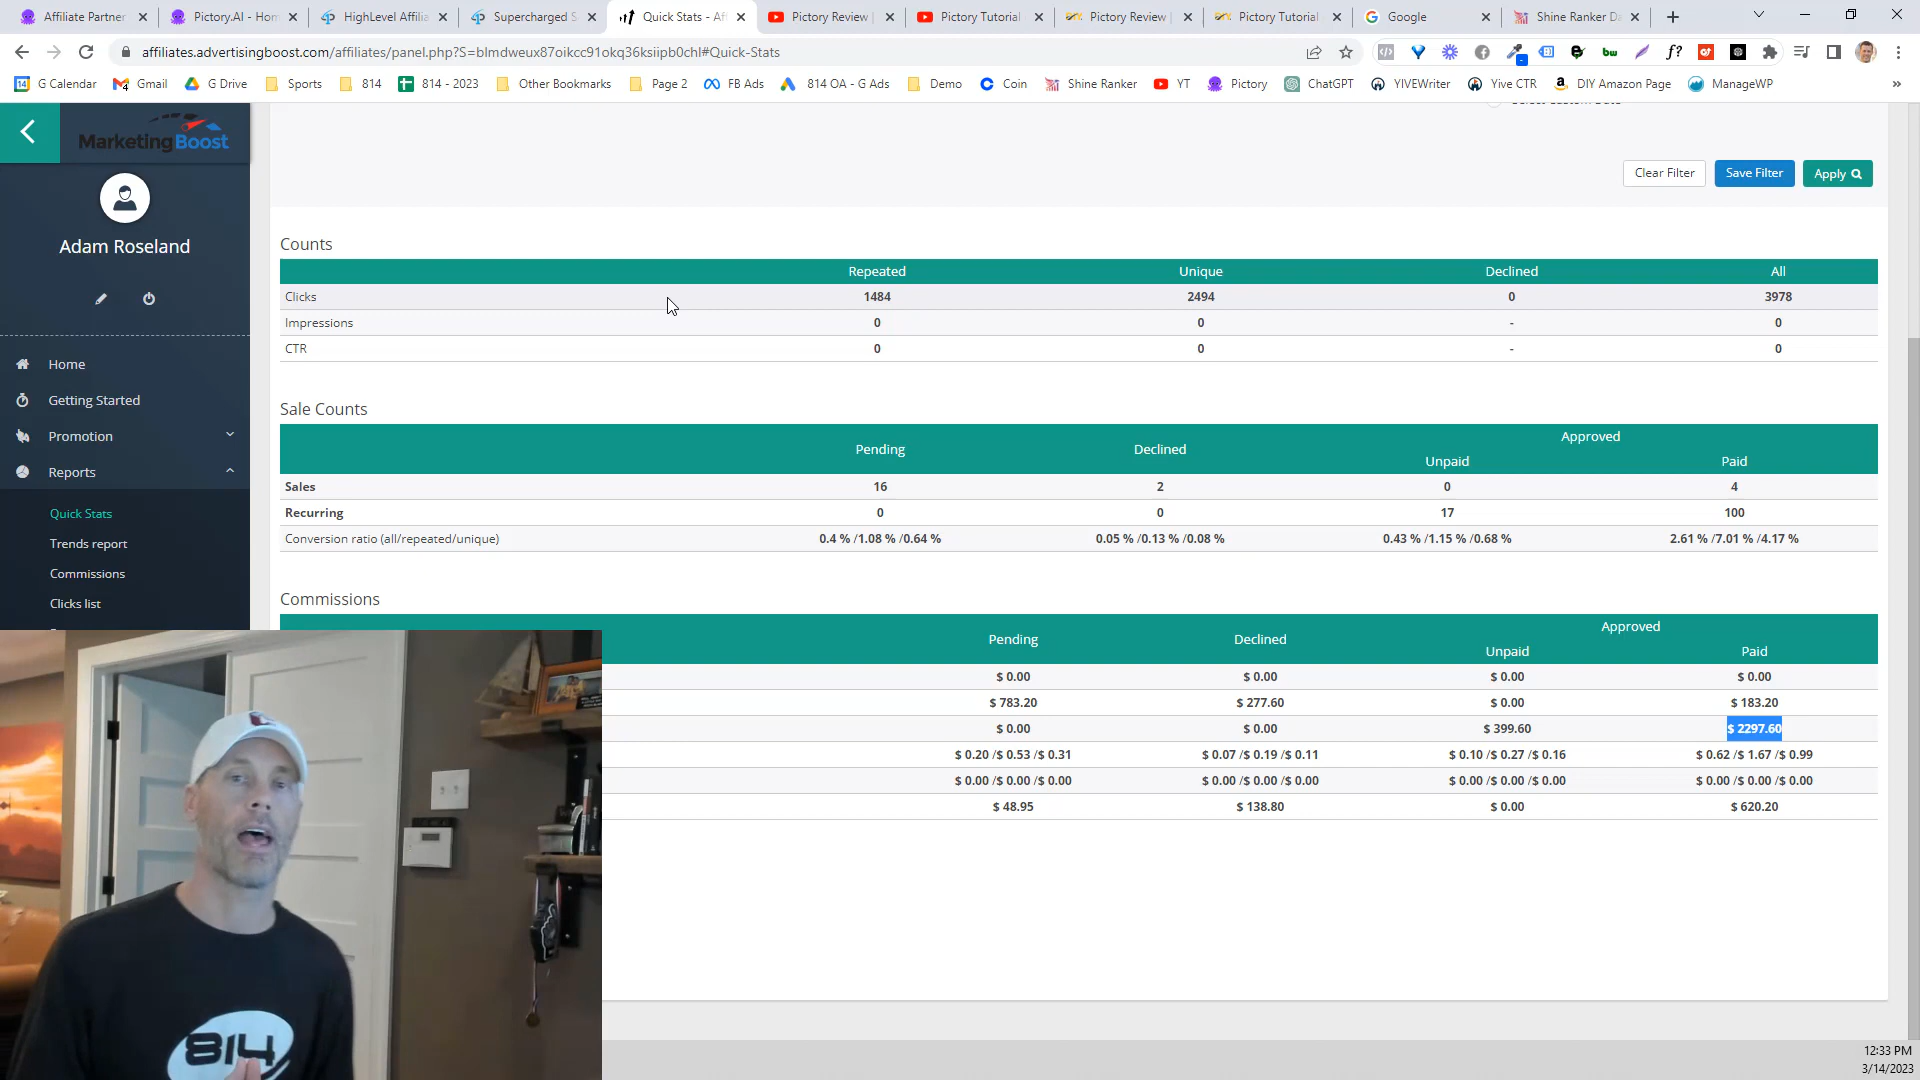 Affiliate Partner
Pictory.AI - Hom
HighLevel Affilia
Supercharged S
Quick Stats - Af
Pictory Review |
Pictory Tutorial
Pictory Review |
Pictory Tutorial
Google
Shine Ranker Da
affiliates.advertisingboost.com/affiliates/panel.php?S=blmdweux87oikcc91okq36ksiipb0chl#Quick-Stats
G Calendar
Gmail
G Drive
Sports
814
814 - 2023
Other Bookmarks
Page 2
FB Ads
814 OA - G Ads
Demo
Coin
Shine Ranker
YT
Pictory
ChatGPT
YIVEWriter
Yive CTR
DIY Amazon Page
ManageWP
MarketingBoost
Clear Filter
Save Filter
Apply
Adam Roseland
Home
Getting Started
Promotion
Reports
Quick Stats
Trends report
Commissions
Clicks list
Counts
Repeated Unique Declined All
Clicks 1484 2494 0 3978
Impressions 0 0 - 0
CTR 0 0 - 0
Sale Counts
Approved
Pending Declined
Unpaid Paid
Sales 16 2 0 4
Recurring 0 0 17 100
Conversion ratio (all/repeated/unique) 0.4 % /1.08 % /0.64 % 0.05 % /0.13 % /0.08 % 0.43 % /1.15 % /0.68 % 2.61 % /7.01 % /4.17 %
Commissions
Approved
Pending Declined
Unpaid Paid
$ 0.00 $ 0.00 $ 0.00 $ 0.00
$ 783.20 $ 277.60 $ 0.00 $ 183.20
$ 0.00 $ 0.00 $ 399.60 $ 2297.60
$ 0.20 /$ 0.53 /$ 0.31 $ 0.07 /$ 0.19 /$ 0.11 $ 0.10 /$ 0.27 /$ 0.16 $ 0.62 /$ 1.67 /$ 0.99
$ 0.00 /$ 0.00 /$ 0.00 $ 0.00 /$ 0.00 /$ 0.00 $ 0.00 /$ 0.00 /$ 0.00 $ 0.00 /$ 0.00 /$ 0.00
$ 48.95 $ 138.80 $ 0.00 $ 620.20
814
12:33 PM
3/14/2023